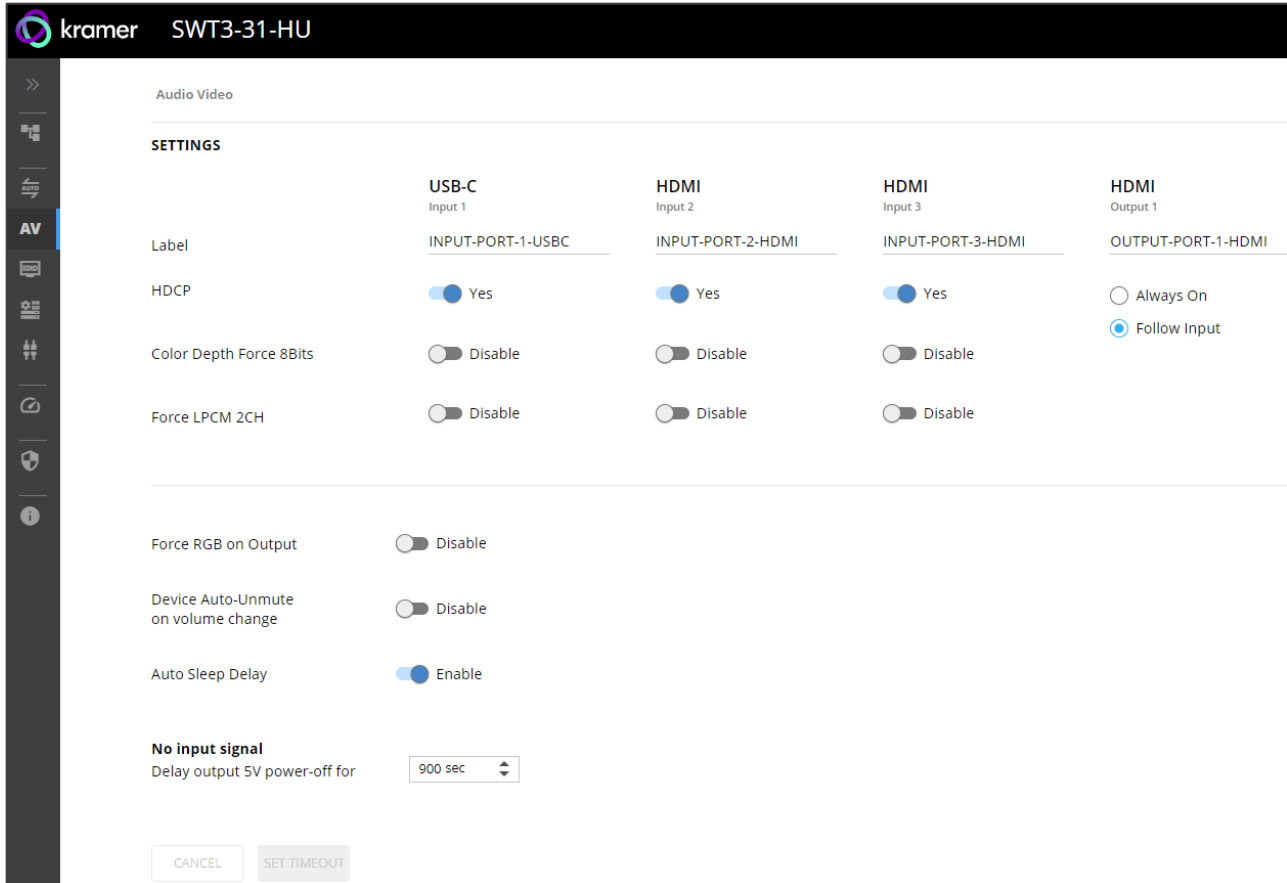 kramer SWT3-31-HU
Audio Video
SETTINGS
USB-C HDMI HDMI HDMI
Input 1 Input 2 Input 3 Output 1
Label INPUT-PORT-1-USBC INPUT-PORT-2-HDMI INPUT-PORT-3-HDMI OUTPUT-PORT-1-HDMI
HDCP Yes Yes Yes Always On
Follow Input
Color Depth Force 8Bits Disable Disable Disable
Force LPCM 2CH Disable Disable Disable
AUTO
AV
EDID
Force RGB on Output Disable
Device Auto-Unmute
on volume change Disable
Auto Sleep Delay Enable
No input signal
Delay output 5V power-off for 900 sec
CANCEL SET TIMEOUT